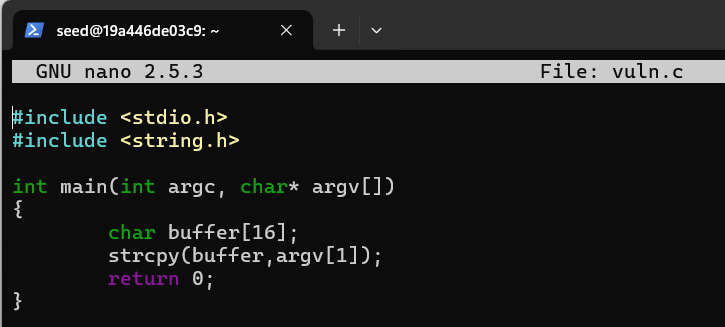 seed@19a446de03c9: ~
GNU nano 2.5.3 File: vuln.c
#include <stdio.h>
#include <string.h>
int main(int argc, char* argv[])
{
char buffer[16];
strcpy(buffer,argv[1]);
return 0;
}